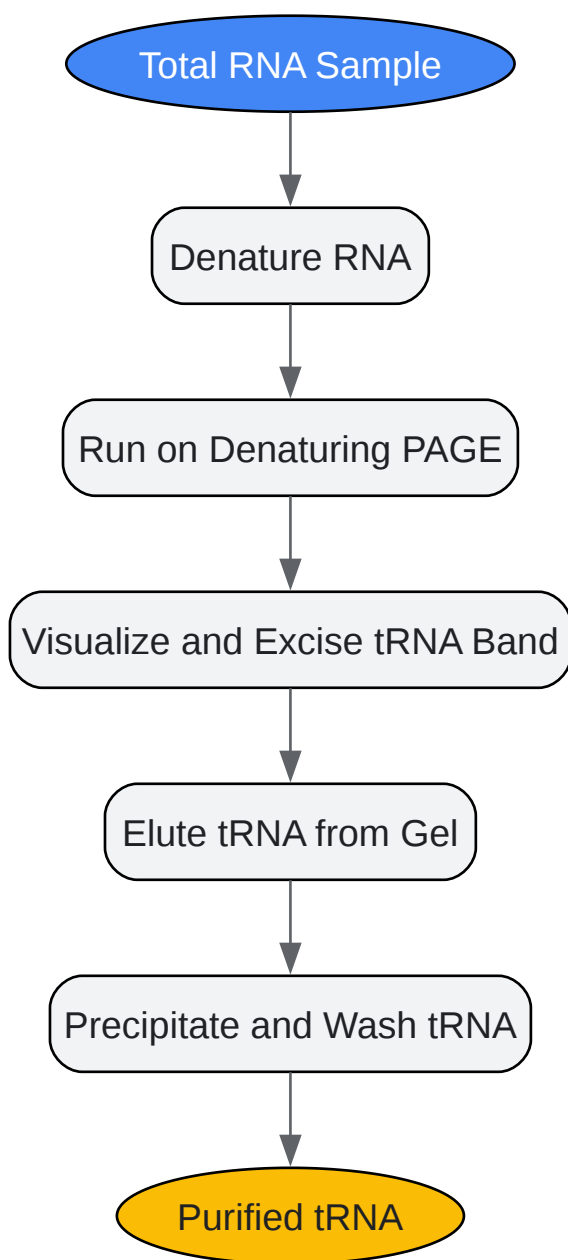 Total RNA Sample
Denature RNA
Run on Denaturing PAGE
Visualize and Excise tRNA Band
Elute tRNA from Gel
Precipitate and Wash tRNA
Purified tRNA